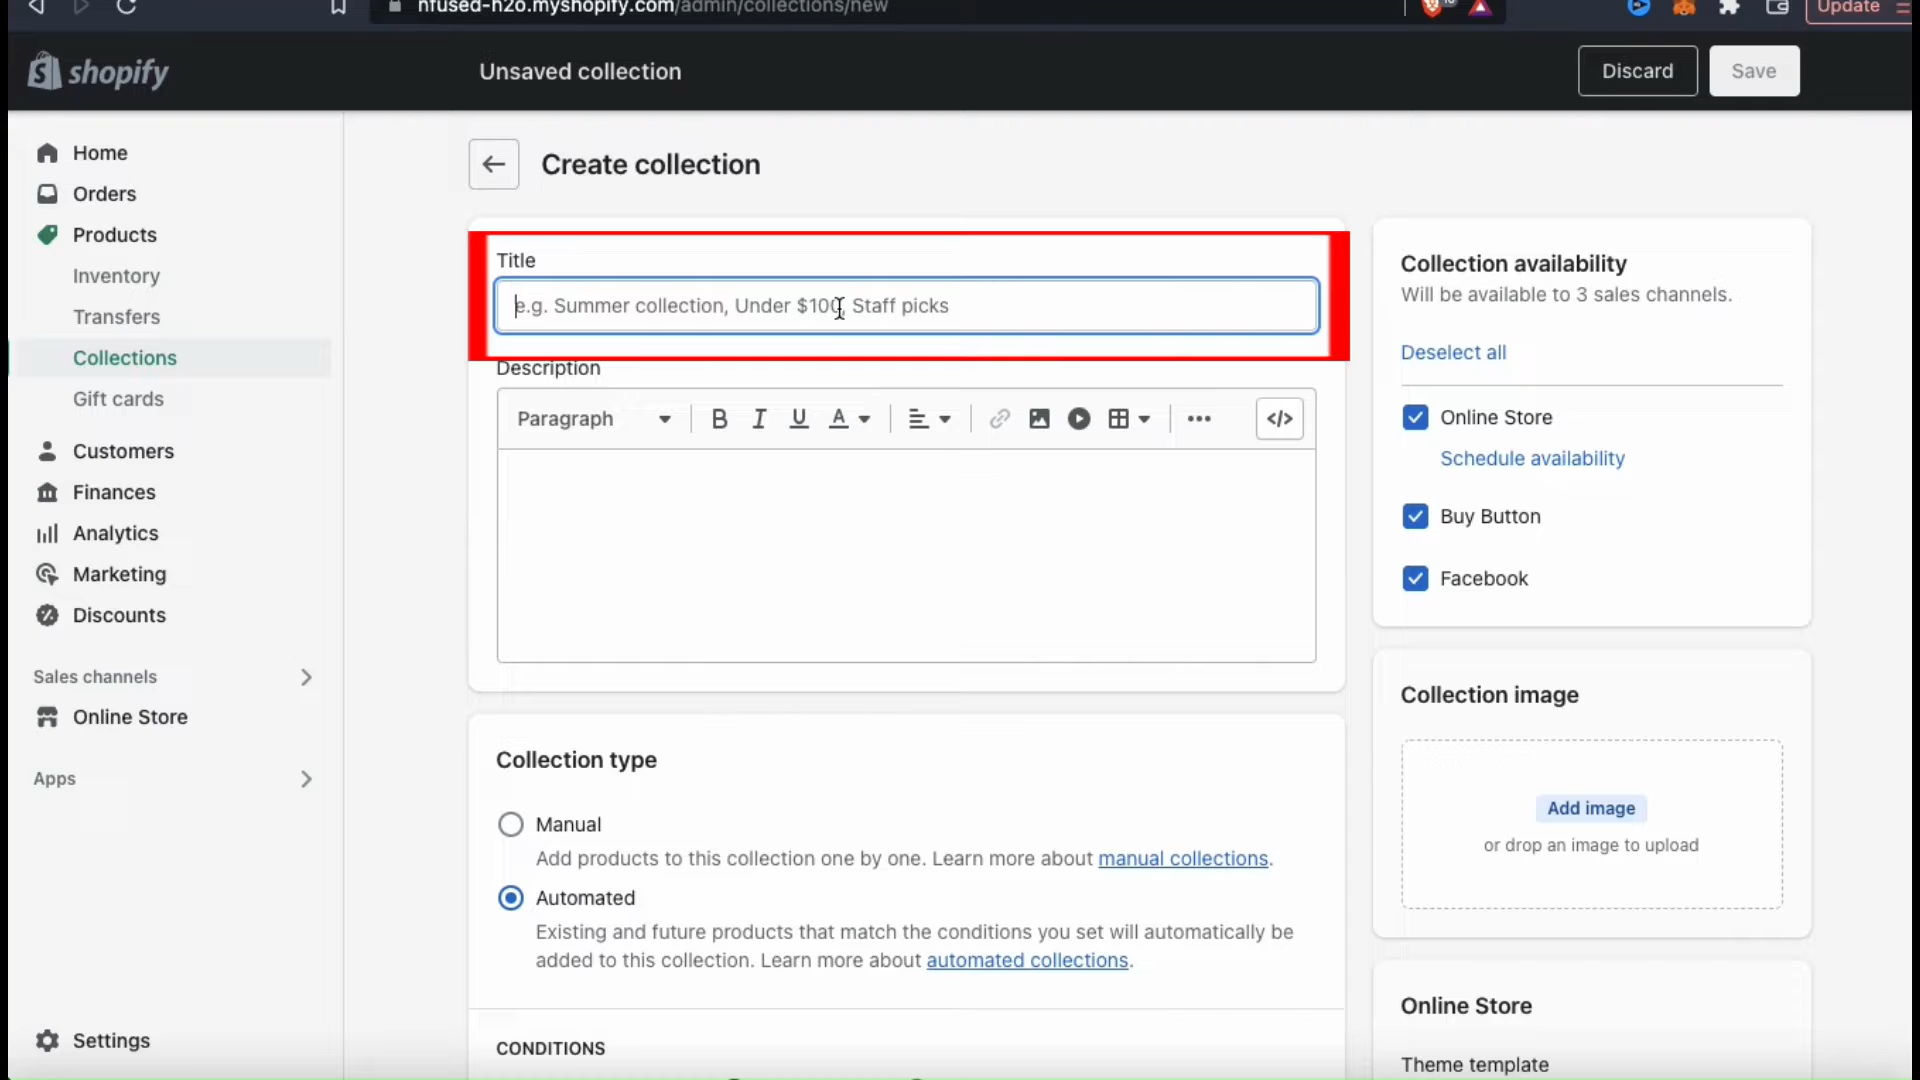 nfused-h2o.myshopify.com/admin/collections/new
Update
shopify
Unsaved collection
Discard
Save
Home
Orders
Products
Inventory
Transfers
Collections
Gift cards
Customers
Finances
Analytics
Marketing
Discounts
Sales channels
Online Store
Apps
Settings
Create collection
Title
e.g. Summer collection, Under $100, Staff picks
Description
Paragraph
B I U A
</>
Collection type
Manual
Add products to this collection one by one. Learn more about manual collections.
Automated
Existing and future products that match the conditions you set will automatically be
added to this collection. Learn more about automated collections.
CONDITIONS
Collection availability
Will be available to 3 sales channels.
Deselect all
Online Store
Schedule availability
Buy Button
Facebook
Collection image
Add image
or drop an image to upload
Online Store
Theme template